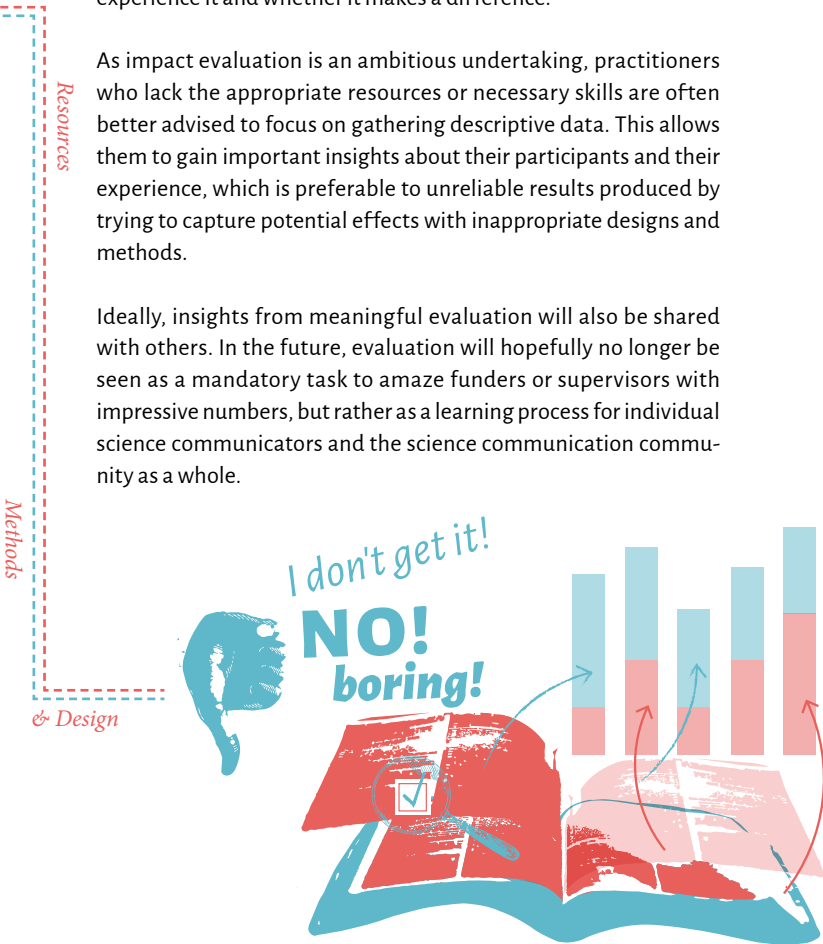 experience it and whether it makes a difference.
As impact evaluation is an ambitious undertaking, practitioners
who lack the appropriate resources or necessary skills are often
better advised to focus on gathering descriptive data. This allows
them to gain important insights about their participants and their
experience, which is preferable to unreliable results produced by
trying to capture potential effects with inappropriate designs and
methods.
Ideally, insights from meaningful evaluation will also be shared
with others. In the future, evaluation will hopefully no longer be
seen as a mandatory task to amaze funders or supervisors with
impressive numbers, but rather as a learning process for individual
science communicators and the science communication commu-
nity as a whole.
Resources
Methods
& Design
I don't get it!
NO!
boring!